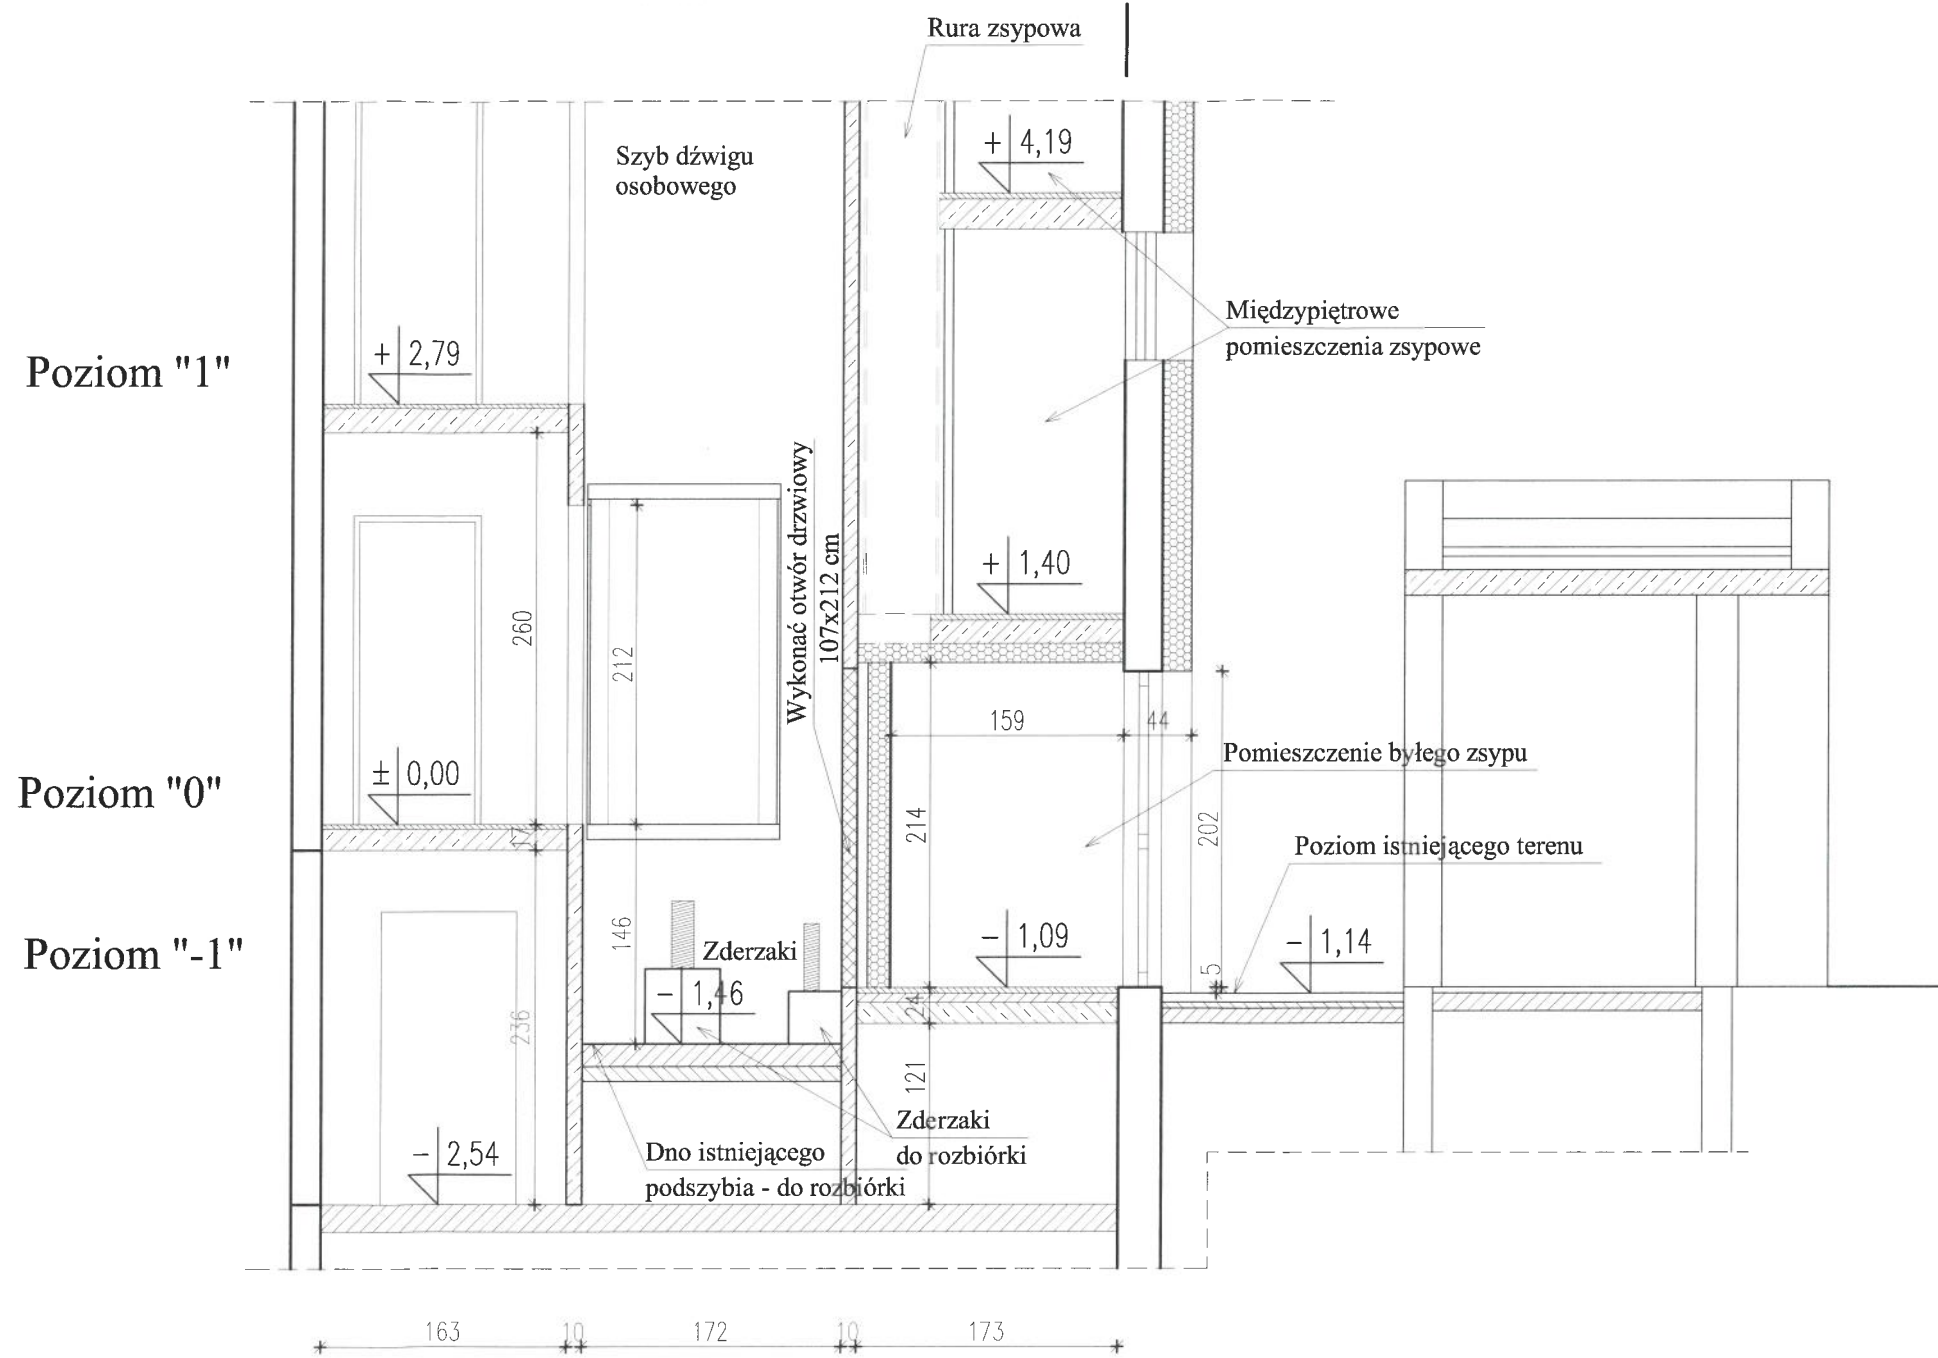 Rura zsypowa
+ 4,19
Szyb dźwigu
osobowego
Międzypiętrowe
pomieszczenia zsypowe
Poziom "1"
+ 2,79
Wykonać otwór drzwiowy
107x212 cm
+ 1,40
260
212
159
44
Pomieszczenie byłego zsypu
Poziom "0"
± 0,00
17
214
202
Poziom istniejącego terenu
Poziom "-1"
146
Zderzaki
- 1,09
- 1,14
5
- 1,46
24
236
121
Zderzaki
do rozbiórki
Dno istniejącego
podszybia - do rozbiórki
- 2,54
163
10
172
10
173